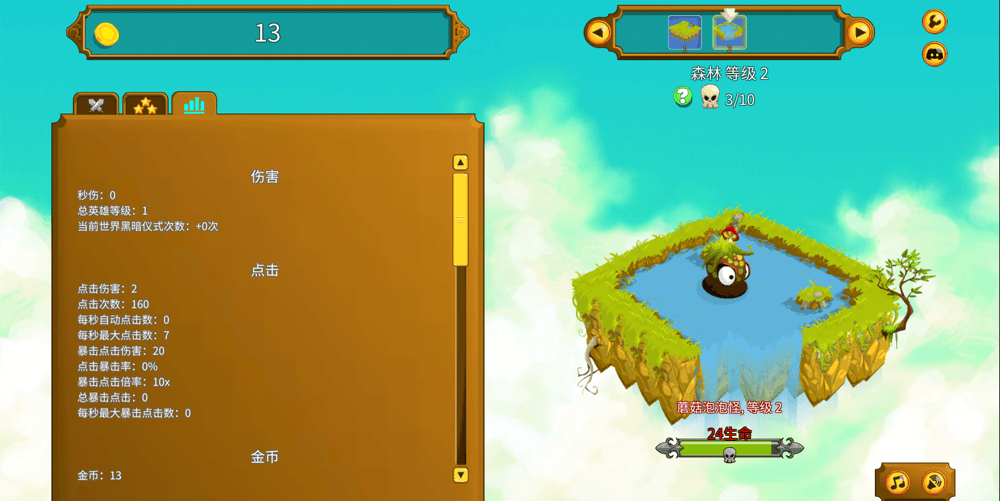 13
森林 等级 2
? 3/10
伤害
秒伤：0
总英雄等级：1
当前世界黑暗仪式次数：+0次
点击
点击伤害：2
点击次数：160
每秒自动点击数：0
每秒最大点击数：7
暴击点击伤害：20
点击暴击率：0%
暴击点击倍率：10x
总暴击点击：0
每秒最大暴击点击数：0
金币
金币：13
蘑菇泡泡怪, 等级 2
24生命